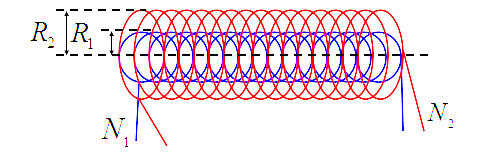 R₂ R₁
N₁ N₂